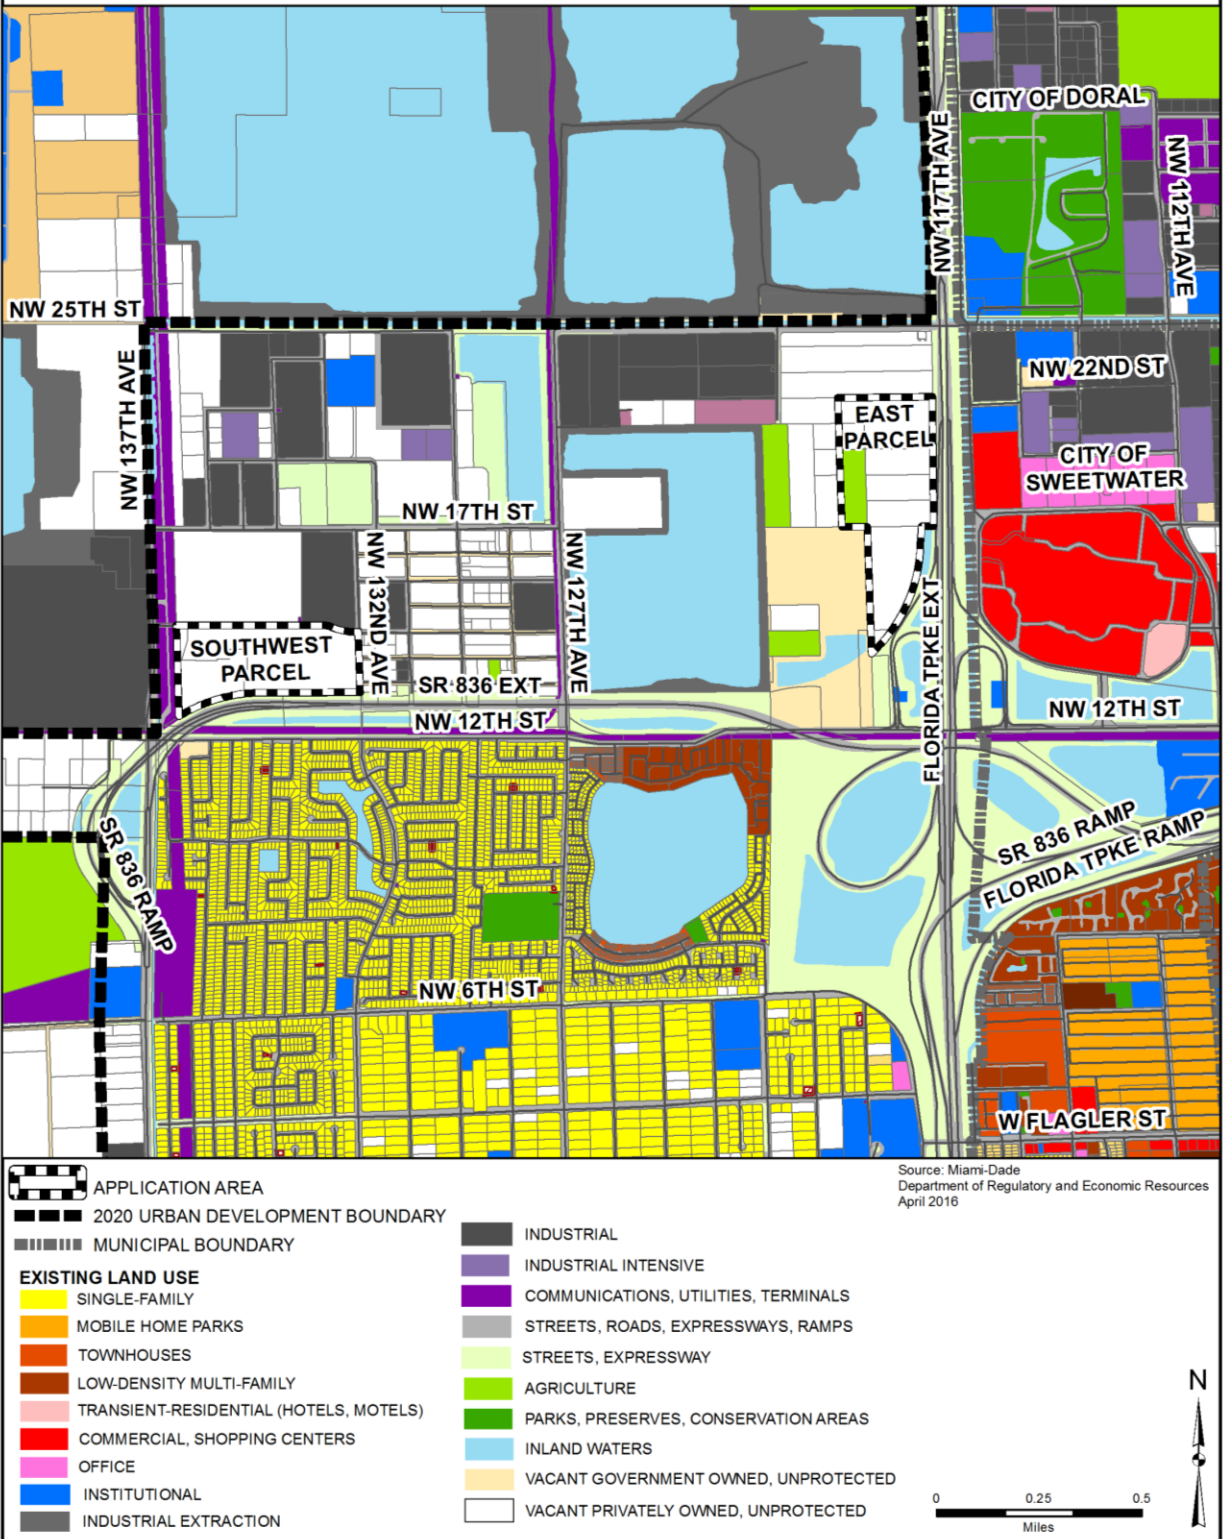 CITY OF DORAL
NW 117TH AVE
NW 112TH AVE
NW 25TH ST
NW 137TH AVE
NW 22ND ST
EAST
PARCEL
CITY OF
SWEETWATER
NW 17TH ST
NW 132ND AVE
NW 127TH AVE
FLORIDA TPKE EXT
SOUTHWEST
PARCEL
SR 836 EXT
NW 12TH ST
NW 12TH ST
SR 836 RAMP
SR 836 RAMP
FLORIDA TPKE RAMP
NW 6TH ST
W FLAGLER ST
APPLICATION AREA
2020 URBAN DEVELOPMENT BOUNDARY
MUNICIPAL BOUNDARY
EXISTING LAND USE
SINGLE-FAMILY
MOBILE HOME PARKS
TOWNHOUSES
LOW-DENSITY MULTI-FAMILY
TRANSIENT-RESIDENTIAL (HOTELS, MOTELS)
COMMERCIAL, SHOPPING CENTERS
OFFICE
INSTITUTIONAL
INDUSTRIAL EXTRACTION
INDUSTRIAL
INDUSTRIAL INTENSIVE
COMMUNICATIONS, UTILITIES, TERMINALS
STREETS, ROADS, EXPRESSWAYS, RAMPS
STREETS, EXPRESSWAY
AGRICULTURE
PARKS, PRESERVES, CONSERVATION AREAS
INLAND WATERS
VACANT GOVERNMENT OWNED, UNPROTECTED
VACANT PRIVATELY OWNED, UNPROTECTED
Source: Miami-Dade
Department of Regulatory and Economic Resources
April 2016
N
0 0.25 0.5
Miles